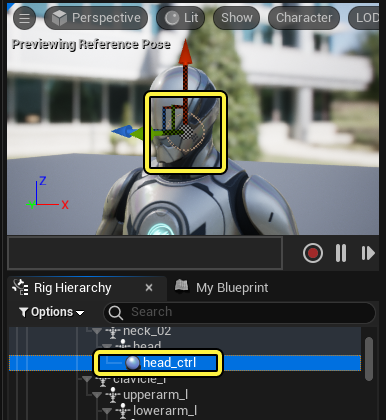 Perspective Lit Show Character LOD
Previewing Reference Pose
Z
X
Rig Hierarchy × My Blueprint
Options Search
neck_02
head
head_ctrl
clavicle_l
upperarm_l
lowerarm_l